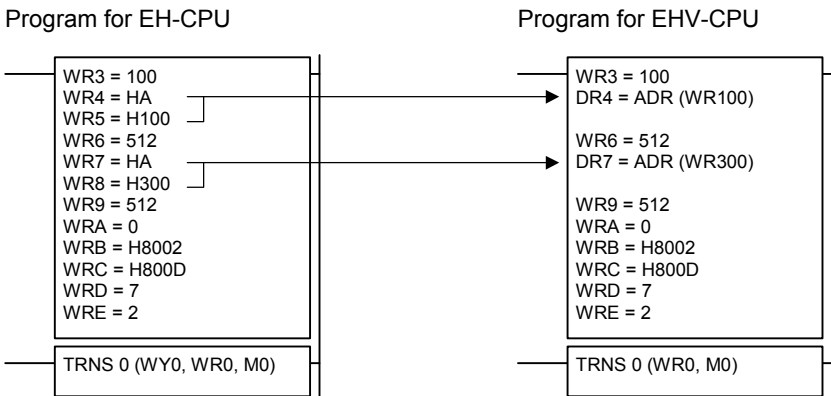 Program for EH-CPU
WR3 = 100
WR4 = HA
WR5 = H100
WR6 = 512
WR7 = HA
WR8 = H300
WR9 = 512
WRA = 0
WRB = H8002
WRC = H800D
WRD = 7
WRE = 2
TRNS 0 (WY0, WR0, M0)
Program for EHV-CPU
WR3 = 100
DR4 = ADR (WR100)
WR6 = 512
DR7 = ADR (WR300)
WR9 = 512
WRA = 0
WRB = H8002
WRC = H800D
WRD = 7
WRE = 2
TRNS 0 (WR0, M0)